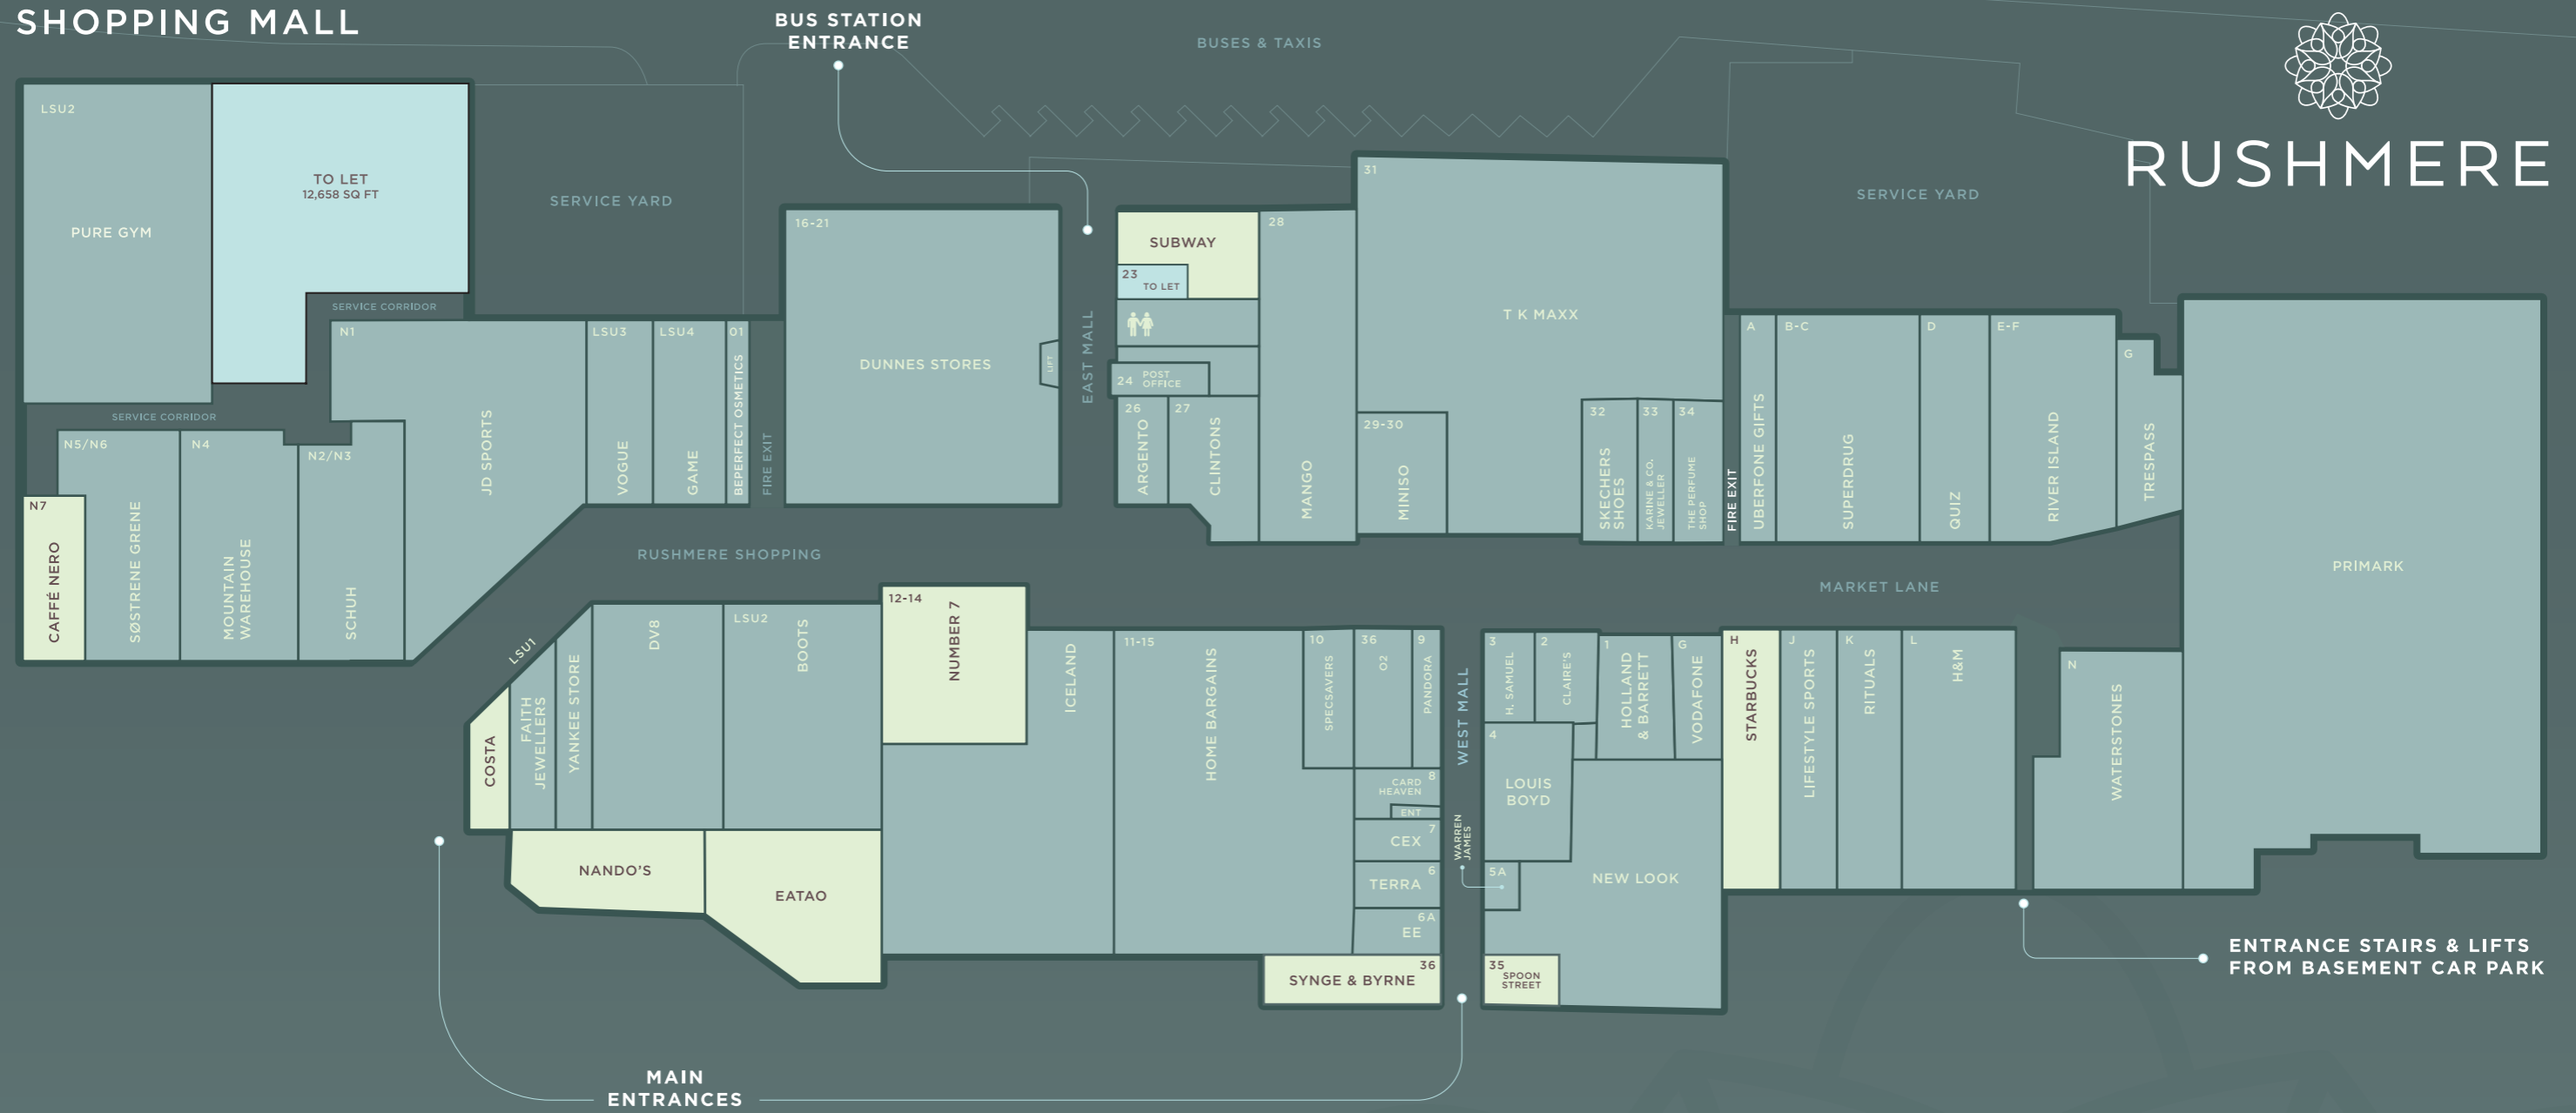 SHOPPING MALL
BUS STATION
ENTRANCE
BUSES & TAXIS
RUSHMERE
LSU2
PURE GYM
TO LET
12,658 SQ FT
SERVICE YARD
SERVICE CORRIDOR
SERVICE CORRIDOR
N1
JD SPORTS
LSU3
VOGUE
LSU4
GAME
01
BEPERFECT OSMETICS
FIRE EXIT
16-21
DUNNES STORES
LIFT
EAST MALL
SUBWAY
23
TO LET
24
POST
OFFICE
26
ARGENTO
27
CLINTONS
28
MANGO
31
T K MAXX
29-30
MINISO
32
SKECHERS
SHOES
33
KARINE & CO.
JEWELLER
34
THE PERFUME
SHOP
FIRE EXIT
SERVICE YARD
A
UBERFONE GIFTS
B-C
SUPERDRUG
D
QUIZ
E-F
RIVER ISLAND
G
TRESPASS
PRIMARK
N5/N6
SØSTRENE GRENE
N4
MOUNTAIN
WAREHOUSE
N2/N3
SCHUH
N7
CAFFÉ NERO
RUSHMERE SHOPPING
MARKET LANE
LSU1
COSTA
FAITH
JEWELLERS
YANKEE STORE
DV8
LSU2
BOOTS
12-14
NUMBER 7
ICELAND
11-15
HOME BARGAINS
10
SPECSAVERS
36
O2
9
PANDORA
8
CARD
HEAVEN
ENT
7
CEX
6
TERRA
6A
EE
36
SYNGE & BYRNE
WEST MALL
WARREN
JAMES
3
H. SAMUEL
2
CLAIRE'S
1
HOLLAND
& BARRETT
G
VODAFONE
4
LOUIS
BOYD
5A
NEW LOOK
35
SPOON
STREET
H
STARBUCKS
J
LIFESTYLE SPORTS
K
RITUALS
L
H&M
N
WATERSTONES
NANDO'S
EATAO
ENTRANCE STAIRS & LIFTS
FROM BASEMENT CAR PARK
MAIN
ENTRANCES